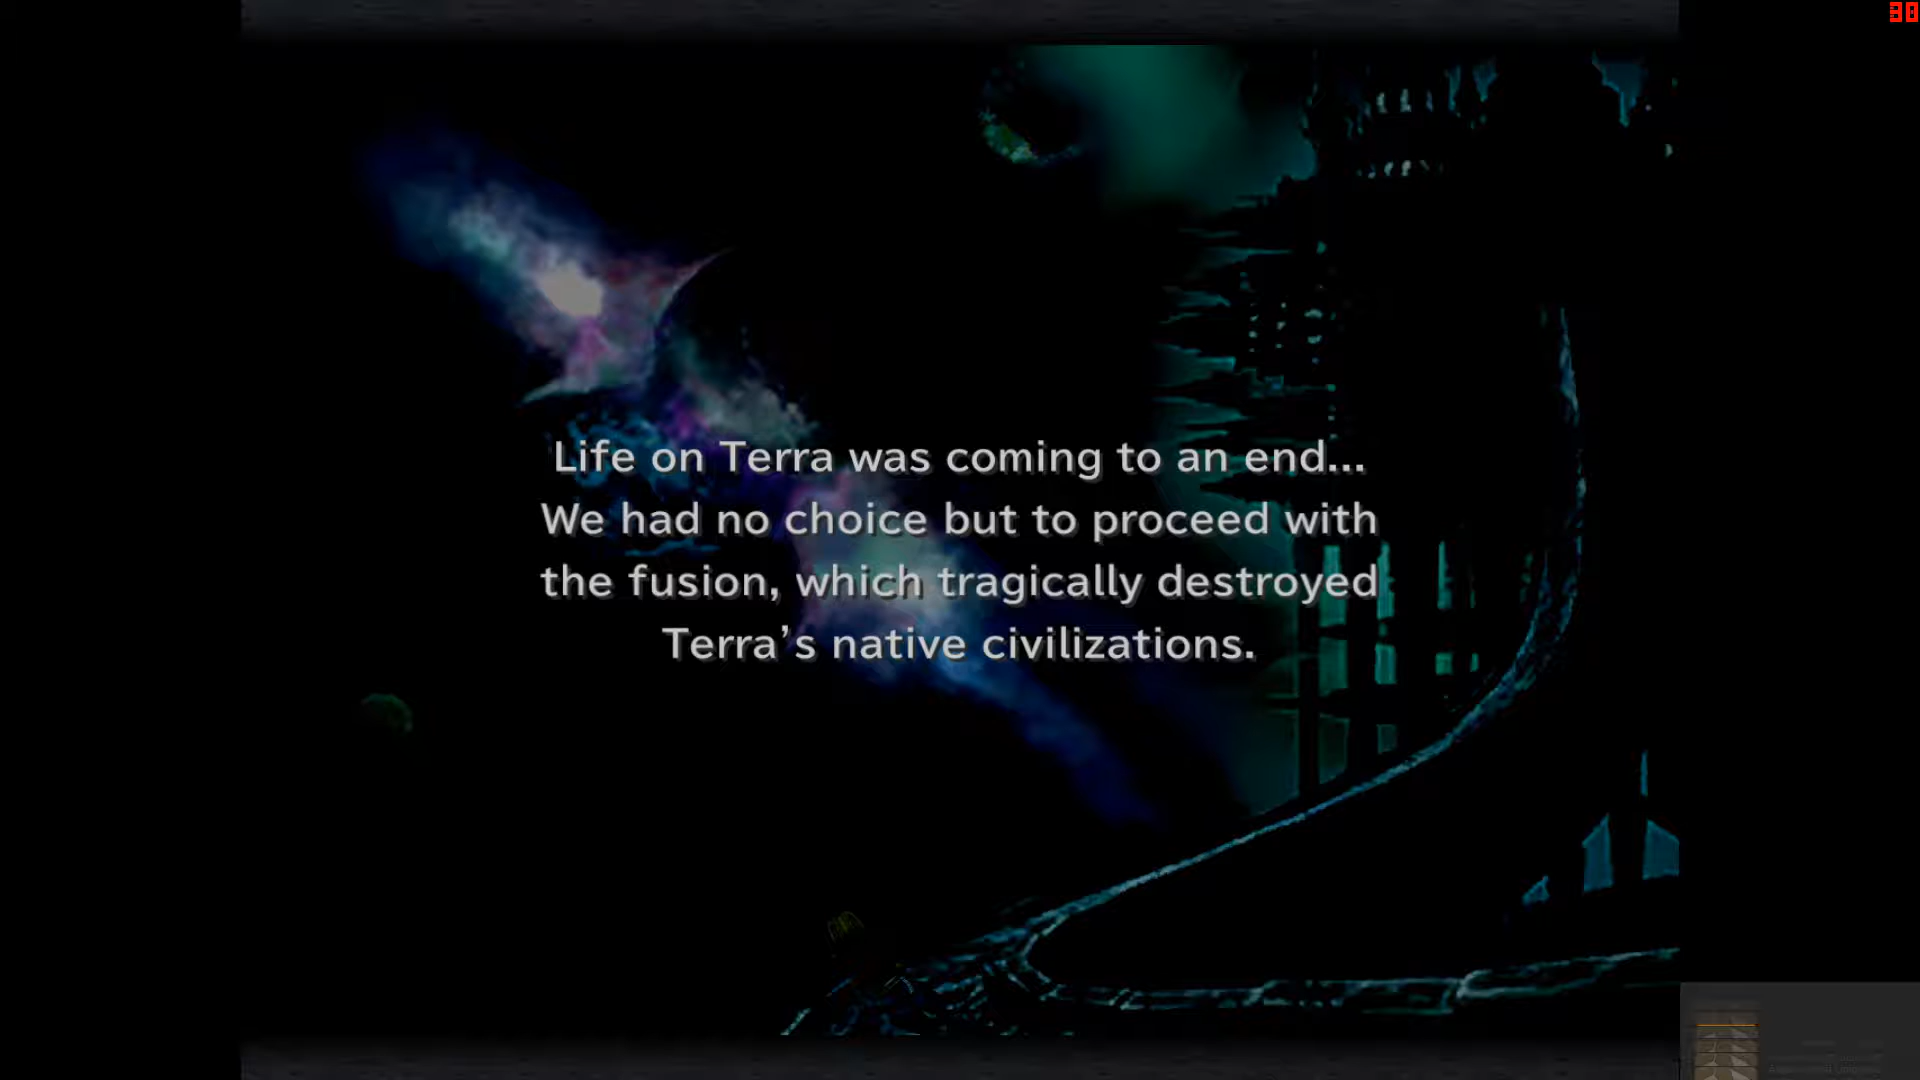 30
Life on Terra was coming to an end...
We had no choice but to proceed with
the fusion, which tragically destroyed
Terra's native civilizations.